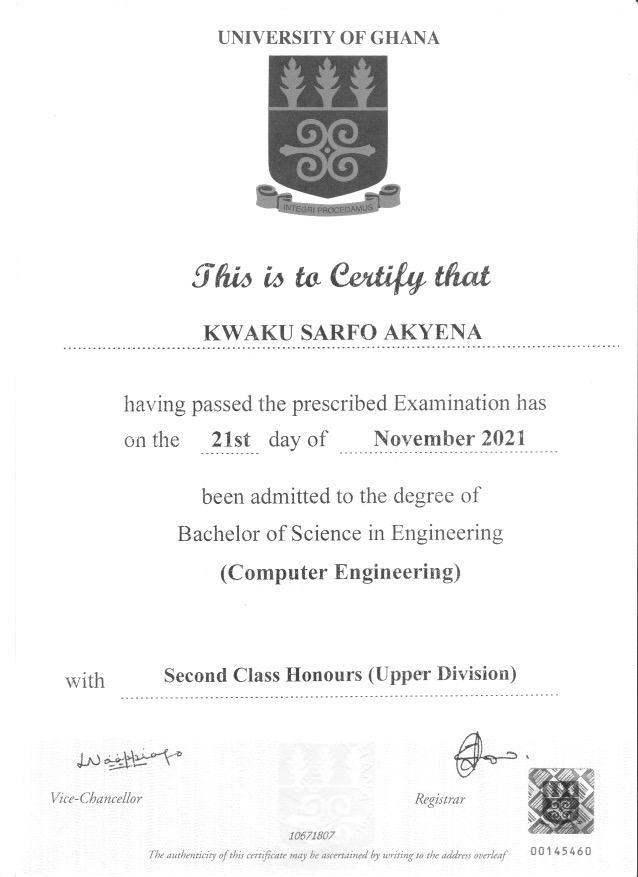 UNIVERSITY OF GHANA
INTEGRI PROCEDAMUS
This is to Certify that
KWAKU SARFO AKYENA
having passed the prescribed Examination has
on the 21st day of November 2021
been admitted to the degree of
Bachelor of Science in Engineering
(Computer Engineering)
with Second Class Honours (Upper Division)
Vice-Chancellor
Registrar
10671807
The authenticity of this certificate may be ascertained by writing to the address overleaf
00145460